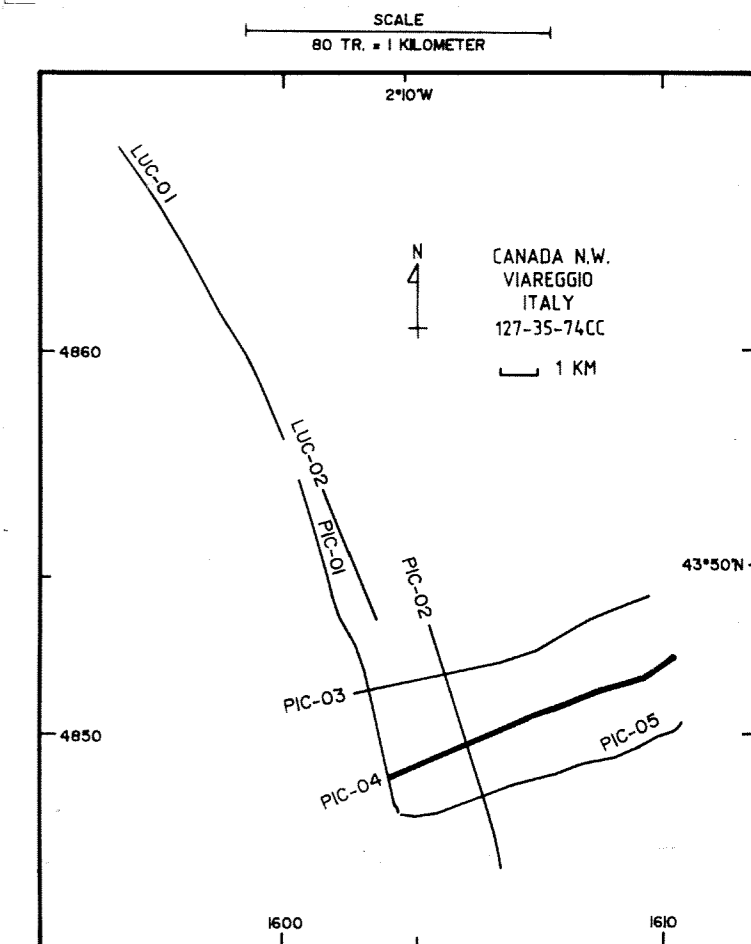 SCALE
80 TR. = 1 KILOMETER
2°10'W
LUC-01
N
CANADA N.W.
VIAREGGIO
ITALY
127-35-74CC
1 KM
4860
LUC-02
PIC-01
PIC-02
43°50'N
PIC-03
4850
PIC-05
PIC-04
1600
1610